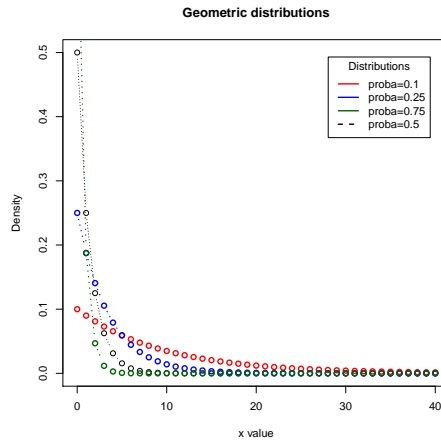 Geometric distributions
0.5
0.4
0.3
0.2
0.1
0.0
Density
Distributions
proba=0.1
proba=0.25
proba=0.75
proba=0.5
0 10 20 30 40
x value